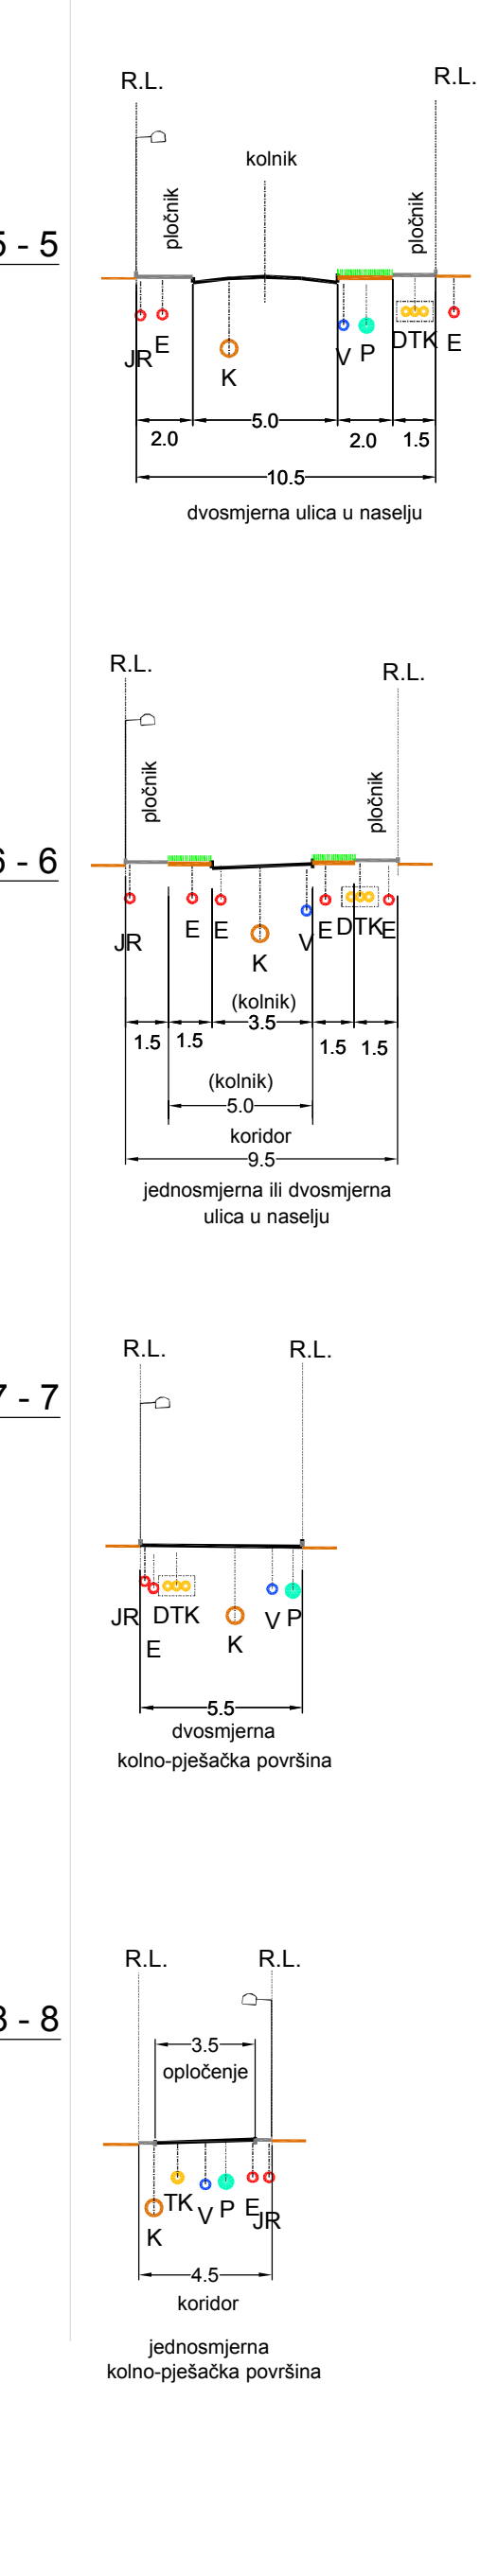 R.L.
R.L.
kolnik
pločnik
pločnik
5 - 5
JR
E
K
V
P
DTK
E
2.0
5.0
2.0
1.5
10.5
dvosmjerna ulica u naselju
R.L.
R.L.
pločnik
pločnik
6 - 6
JR
E
E
K
V
E
DTK
E
(kolnik)
1.5
1.5
3.5
1.5
1.5
(kolnik)
5.0
koridor
9.5
jednosmjerna ili dvosmjerna
ulica u naselju
R.L.
R.L.
7 - 7
JR
E
DTK
K
V
P
5.5
dvosmjerna
kolno-pješačka površina
R.L.
R.L.
8 - 8
3.5
opločenje
K
TK
V
P
E
JR
4.5
koridor
jednosmjerna
kolno-pješačka površina